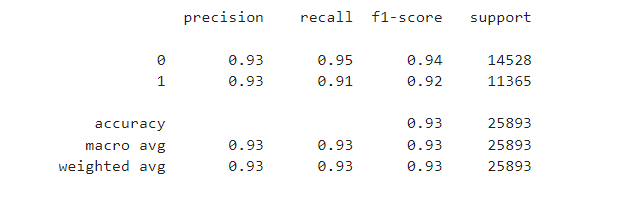 precision recall f1-score support
0 0.93 0.95 0.94 14528
1 0.93 0.91 0.92 11365
accuracy 0.93 25893
macro avg 0.93 0.93 0.93 25893
weighted avg 0.93 0.93 0.93 25893